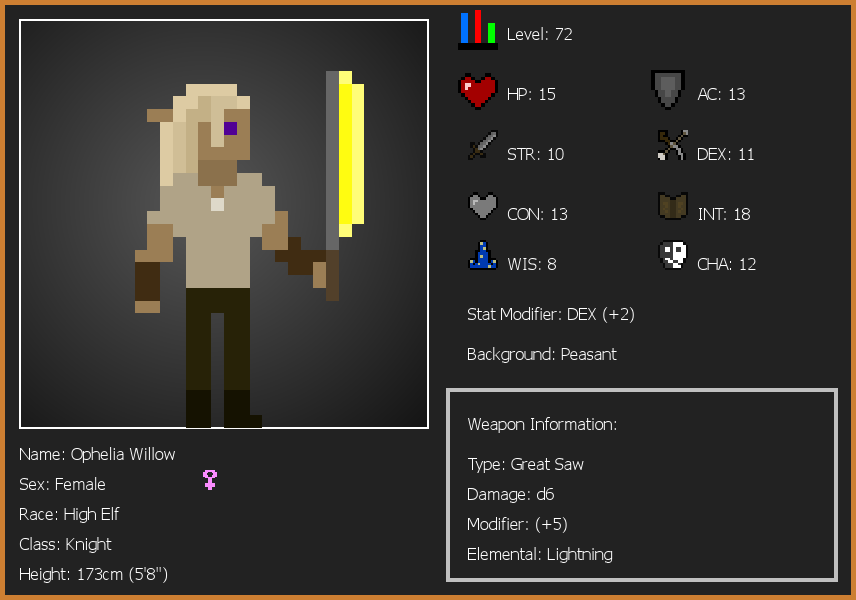 Level: 72
HP: 15
AC: 13
STR: 10
DEX: 11
CON: 13
INT: 18
WIS: 8
CHA: 12
Stat Modifier: DEX (+2)
Background: Peasant
Weapon Information:
Type: Great Saw
Damage: d6
Modifier: (+5)
Elemental: Lightning
Name: Ophelia Willow
Sex: Female
Race: High Elf
Class: Knight
Height: 173cm (5'8")